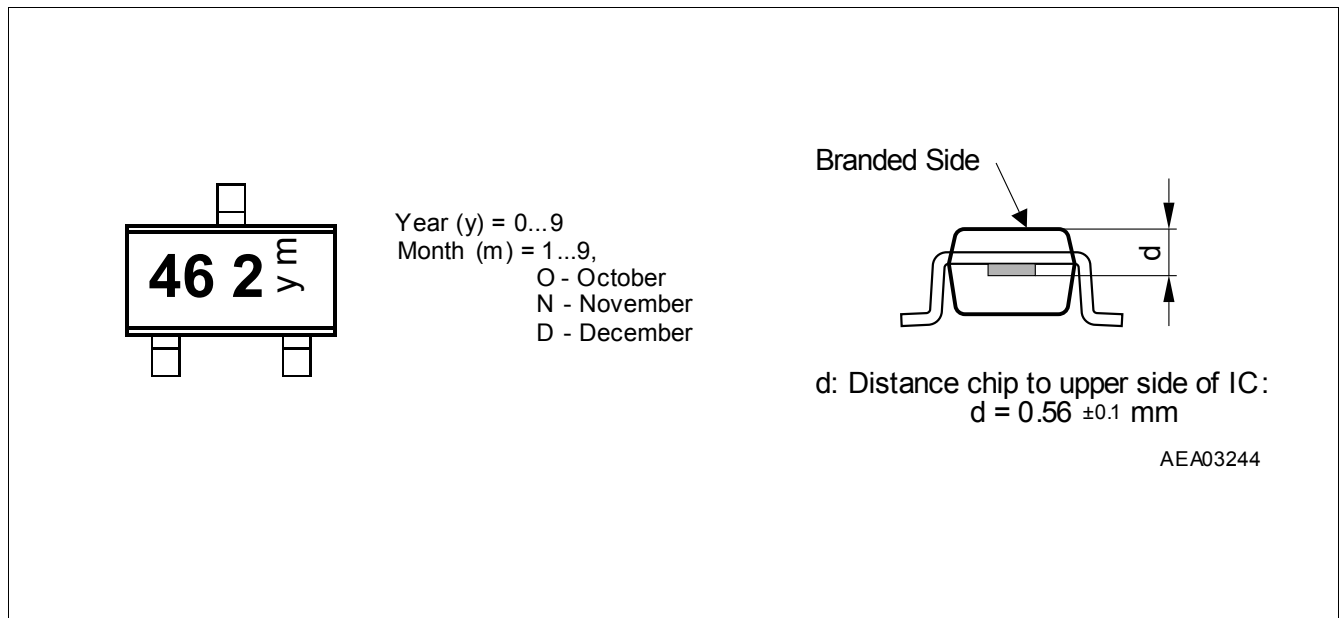 46 2
y m
Year (y) = 0...9
Month (m) = 1...9,
O - October
N - November
D - December
Branded Side
d
d: Distance chip to upper side of IC:
d = 0.56 ±0.1 mm
AEA03244